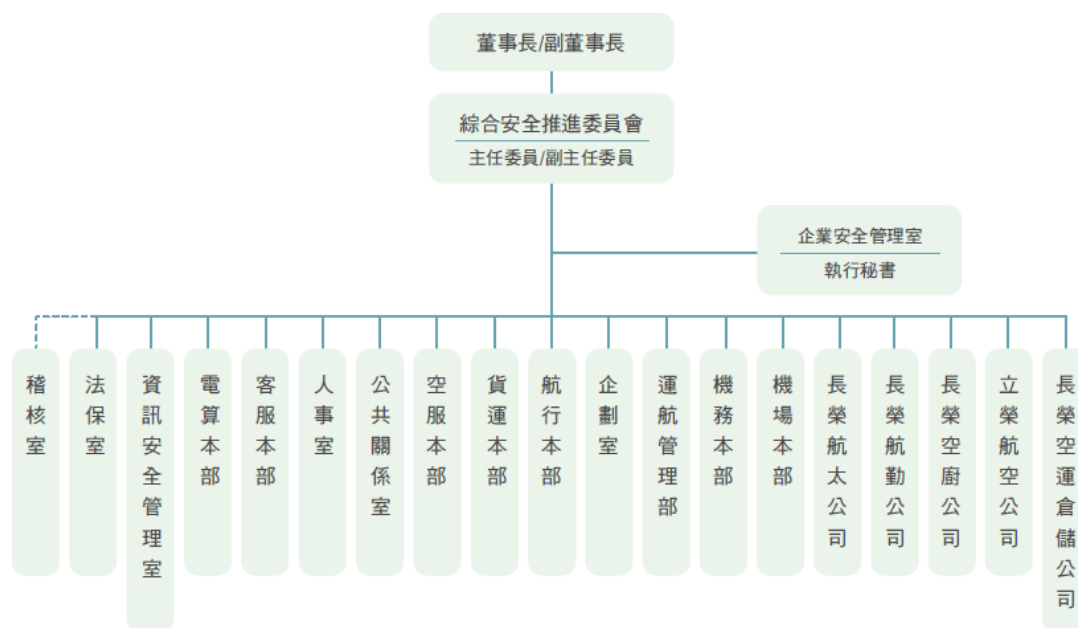 董事長/副董事長
綜合安全推進委員會
主任委員/副主任委員
企業安全管理室
執行秘書
稽核室
法保室
資訊安全管理室
電算本部
客服本部
人事室
公共關係室
空服本部
貨運本部
航行本部
企劃室
運航管理部
機務本部
機場本部
長榮航太公司
長榮航勤公司
長榮空廚公司
立榮航空公司
長榮空運倉儲公司